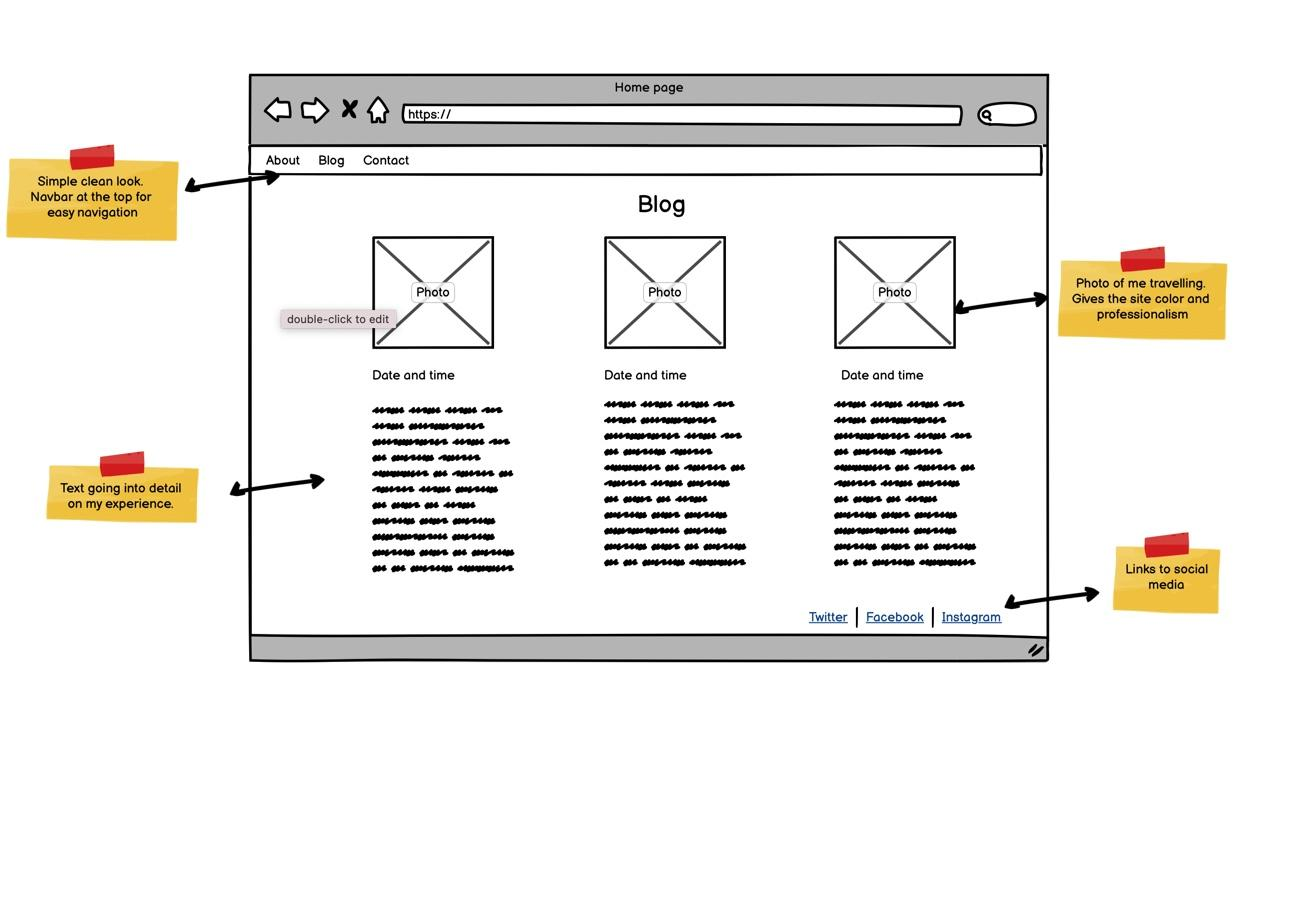 Home page
https://
About Blog Contact
Simple clean look.
Navbar at the top for
easy navigation
Blog
Photo Photo Photo
double-click to edit
Photo of me travelling.
Gives the site color and
professionalism
Date and time Date and time Date and time
Text going into detail
on my experience.
Links to social
media
Twitter Facebook Instagram